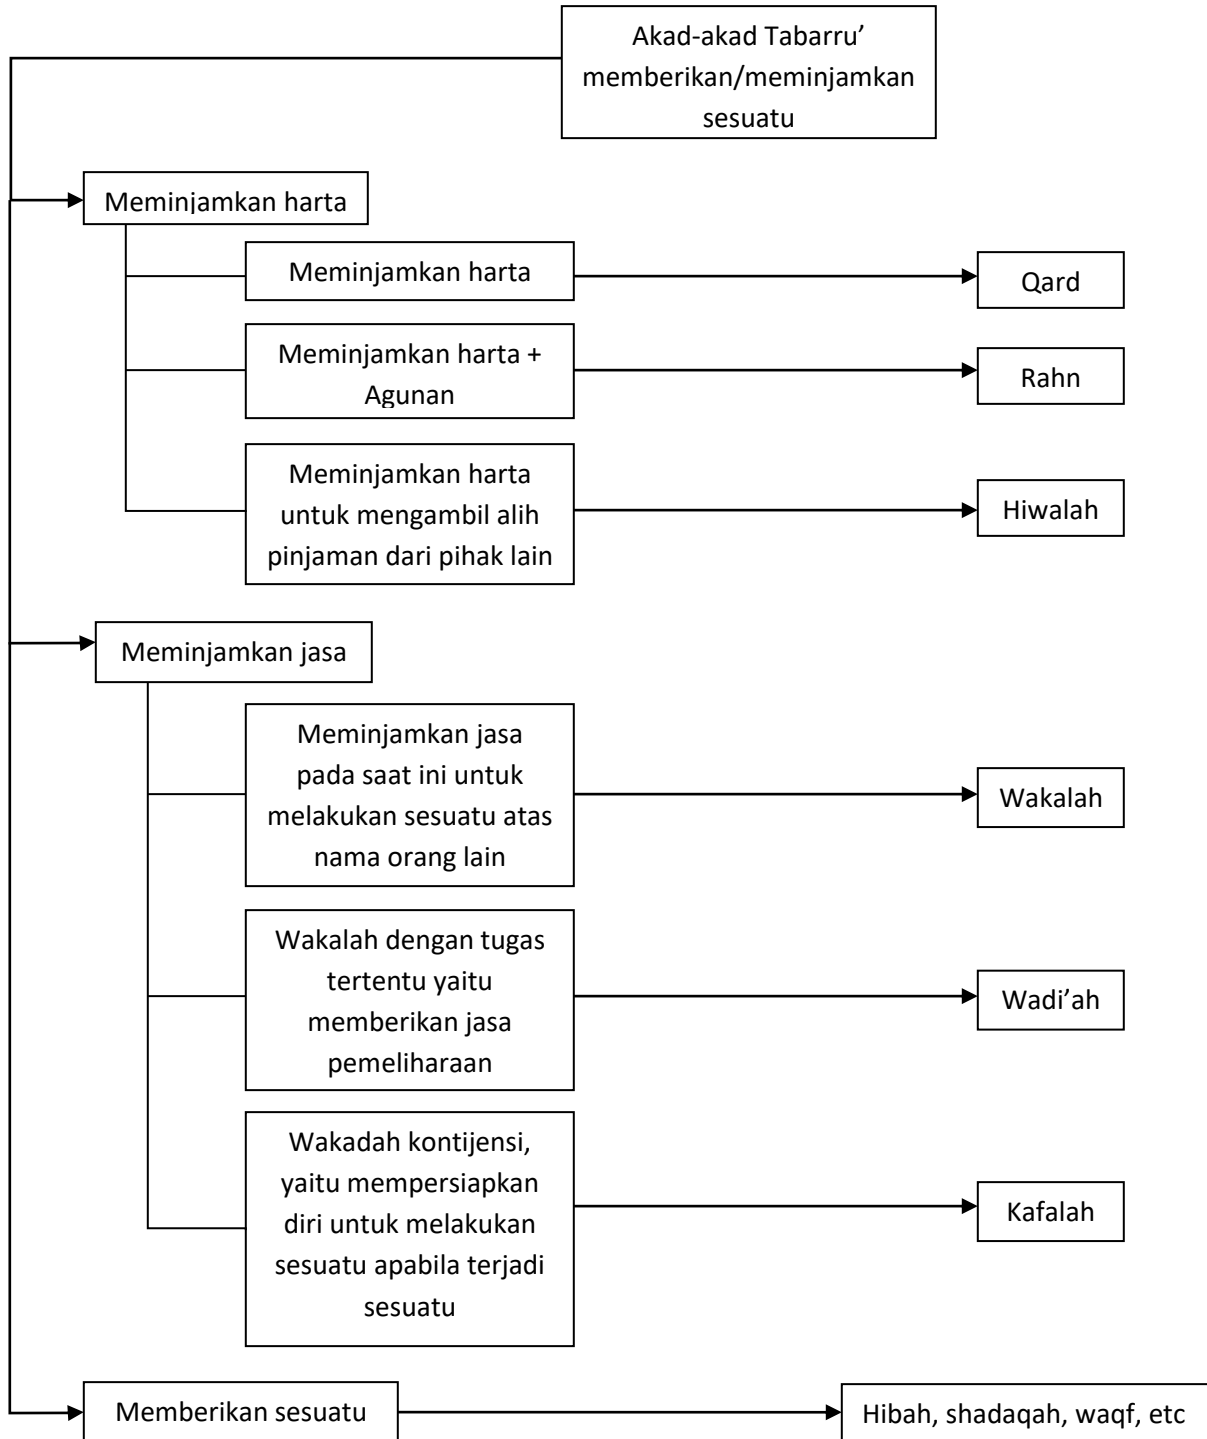 Akad-akad Tabarru’
memberikan/meminjamkan
sesuatu
Meminjamkan harta
Meminjamkan harta
Qard
Meminjamkan harta +
Agunan
Rahn
Meminjamkan harta
untuk mengambil alih
pinjaman dari pihak lain
Hiwalah
Meminjamkan jasa
Meminjamkan jasa
pada saat ini untuk
melakukan sesuatu atas
nama orang lain
Wakalah
Wakalah dengan tugas
tertentu yaitu
memberikan jasa
pemeliharaan
Wadi’ah
Wakadah kontijensi,
yaitu mempersiapkan
diri untuk melakukan
sesuatu apabila terjadi
sesuatu
Kafalah
Memberikan sesuatu
Hibah, shadaqah, waqf, etc